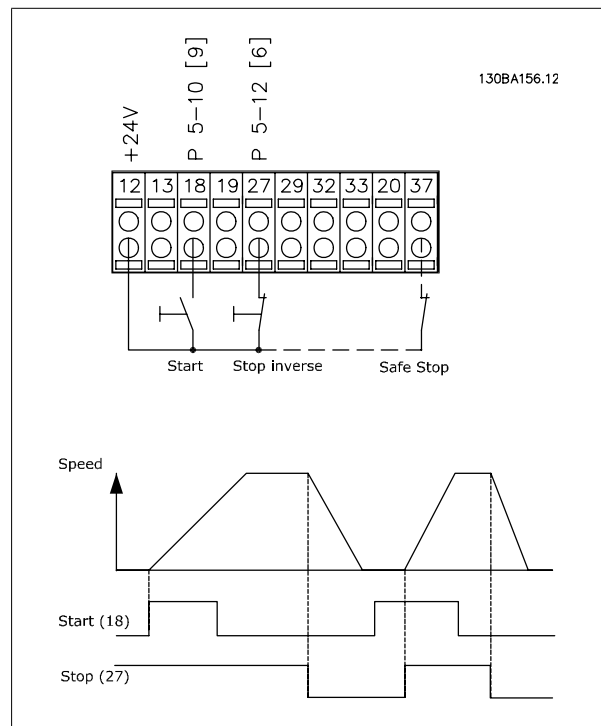 130BA156.12
+24V
P 5-10 [9]
P 5-12 [6]
12 13 18 19 27 29 32 33 20 37
Start Stop inverse Safe Stop
Speed
Start (18)
Stop (27)